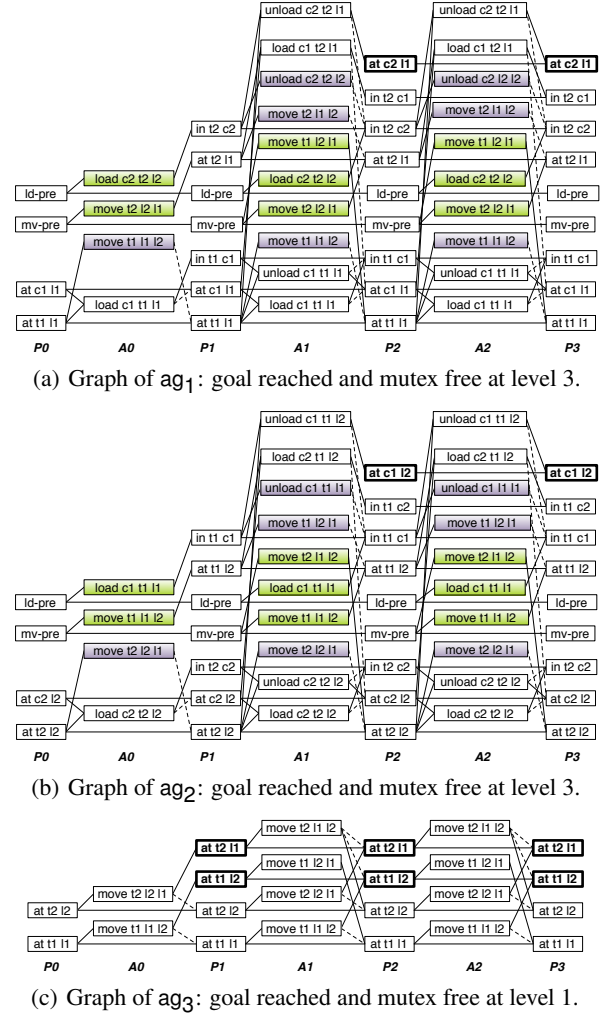 unload c2 t2 l1 unload c2 t2 l1
load c1 t2 l1 at c2 l1 load c1 t2 l1 at c2 l1
unload c2 t2 l2 unload c2 t2 l2
in t2 c1 in t2 c1
move t2 l1 l2 move t2 l1 l2
in t2 c2 in t2 c2 in t2 c2
move t1 l2 l1 move t1 l2 l1
at t2 l1 at t2 l1 at t2 l1
load c2 t2 l2 load c2 t2 l2 load c2 t2 l2
ld-pre ld-pre ld-pre ld-pre
move t2 l2 l1 move t2 l2 l1 move t2 l2 l1
mv-pre mv-pre mv-pre mv-pre
move t1 l1 l2 move t1 l1 l2 move t1 l1 l2
in t1 c1 in t1 c1 in t1 c1
unload c1 t1 l1 unload c1 t1 l1
at c1 l1 at c1 l1 at c1 l1 at c1 l1
load c1 t1 l1 load c1 t1 l1 load c1 t1 l1
at t1 l1 at t1 l1 at t1 l1 at t1 l1
P0 A0 P1 A1 P2 A2 P3
(a) Graph of ag1: goal reached and mutex free at level 3.
unload c1 t1 l2 unload c1 t1 l2
load c2 t1 l2 at c1 l2 load c2 t1 l2 at c1 l2
unload c1 t1 l1 unload c1 l1 l1
in t1 c2 in t1 c2
move t1 l2 l1 move t1 l2 l1
in t1 c1 in t1 c1 in t1 c1
move t2 l1 l2 move t2 l1 l2
at t1 l2 at t1 l2 at t1 l2
load c1 t1 l1 load c1 t1 l1 load c1 t1 l1
ld-pre ld-pre ld-pre ld-pre
move t1 l1 l2 move t1 l1 l2 move t1 l1 l2
mv-pre mv-pre mv-pre mv-pre
move t2 l2 l1 move t2 l2 l1 move t2 l2 l1
in t2 c2 in t2 c2 in t2 c2
unload c2 t2 l2 unload c2 t2 l2
at c2 l2 at c2 l2 at c2 l2 at c2 l2
load c2 t2 l2 load c2 t2 l2 load c2 t2 l2
at t2 l2 at t2 l2 at t2 l2 at t2 l2
P0 A0 P1 A1 P2 A2 P3
(b) Graph of ag2: goal reached and mutex free at level 3.
move t2 l1 l2 move t2 l1 l2
at t2 l1 at t2 l1 at t2 l1
move t1 l2 l1 move t1 l2 l1
at t1 l2 at t1 l2 at t1 l2
move t2 l2 l1 move t2 l2 l1 move t2 l2 l1
at t2 l2 at t2 l2 at t2 l2 at t2 l2
move t1 l1 l2 move t1 l1 l2 move t1 l1 l2
at t1 l1 at t1 l1 at t1 l1 at t1 l1
P0 A0 P1 A1 P2 A2 P3
(c) Graph of ag3: goal reached and mutex free at level 1.